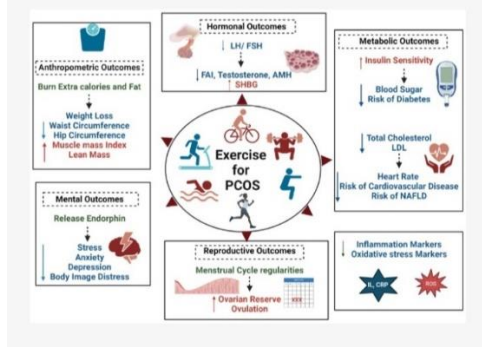 Hormonal Outcomes
↓ LH/ FSH
↓ FAI, Testosterone, AMH
↑ SHBG
Anthropometric Outcomes
Burn Extra calories and Fat
Weight Loss
Waist Circumference
Hip Circumference
Muscle mass Index
Lean Mass
Metabolic Outcomes
Insulin Sensitivity
Blood Sugar
Risk of Diabetes
Total Cholesterol
LDL
Heart Rate
Risk of Cardiovascular Disease
Risk of NAFLD
Exercise
for
PCOS
Mental Outcomes
Release Endorphin
Stress
Anxiety
Depression
Body Image Distress
Reproductive Outcomes
Menstrual Cycle regularities
Ovarian Reserve
Ovulation
Inflammation Markers
Oxidative stress Markers
IL, CRP
ROS